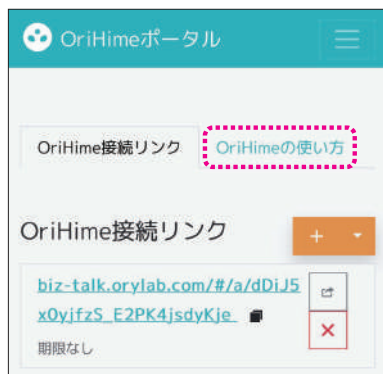 OriHimeポータル
OriHime接続リンク
OriHimeの使い方
OriHime接続リンク
biz-talk.orylab.com/#/a/dDiJ5
xOyjfzS_E2PK4jsdyKje
期限なし